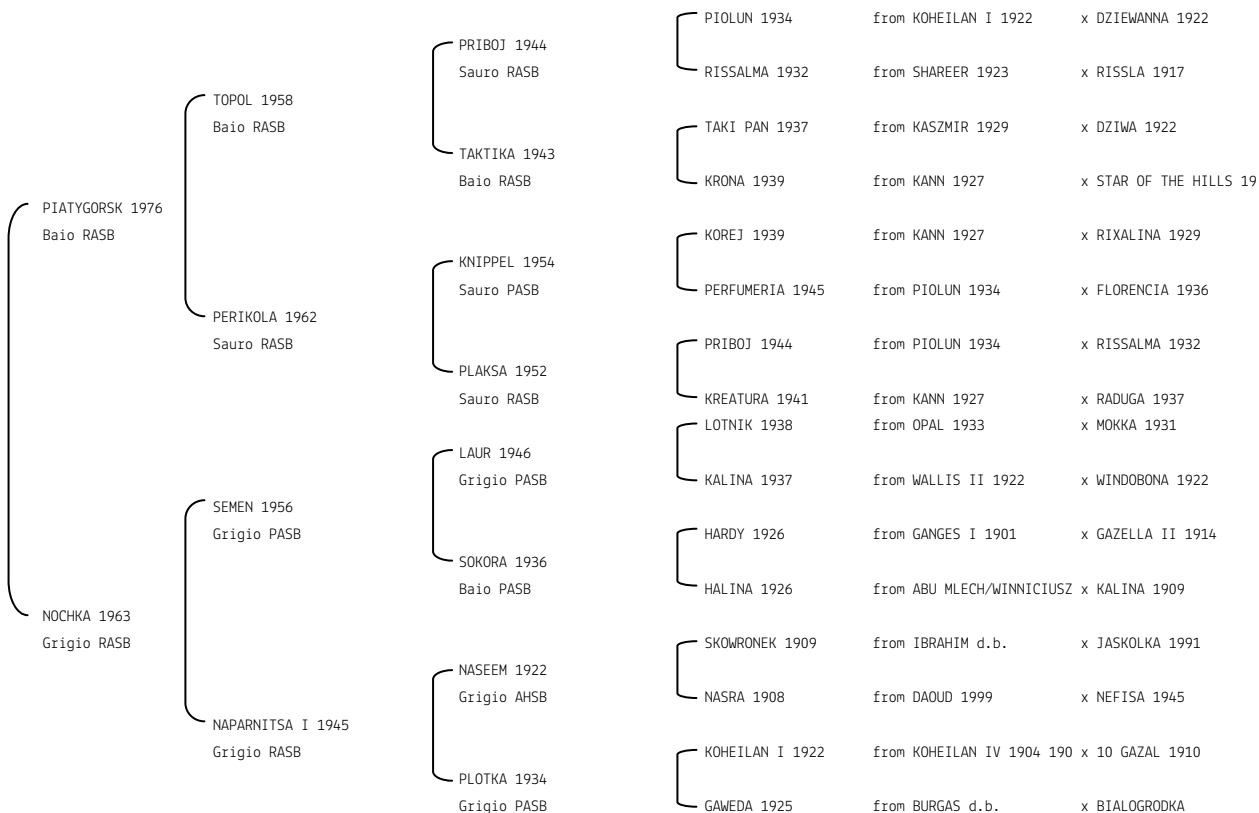 PIOLUN 1934 from KOHEILAN I 1922 x DZIEWANNA 1922
PRIBOJ 1944
Sauro RASB RISSALMA 1932 from SHAREER 1923 x RISSLA 1917
TOPOL 1958
Baio RASB TAKI PAN 1937 from KASZMIR 1929 x DZIWA 1922
TAKTIKA 1943
Baio RASB KRONA 1939 from KANN 1927 x STAR OF THE HILLS 19
PIATYGORSK 1976
Baio RASB KOREJ 1939 from KANN 1927 x RIXALINA 1929
KNIPPEL 1954
Sauro PASB PERFUMERIA 1945 from PIOLUN 1934 x FLORENCIA 1936
PERIKOLA 1962
Sauro RASB PRIBOJ 1944 from PIOLUN 1934 x RISSALMA 1932
PLAKSA 1952
Sauro RASB KREATURA 1941 from KANN 1927 x RADUGA 1937
LOTNIK 1938 from OPAL 1933 x MOKKA 1931
LAUR 1946
Grigio PASB KALINA 1937 from WALLIS II 1922 x WINDOBONA 1922
SEMEN 1956
Grigio PASB HARDY 1926 from GANGES I 1901 x GAZELLA II 1914
SOKORA 1936
Baio PASB HALINA 1926 from ABU MLECH/WINNICIUSZ x KALINA 1909
NOCHKA 1963
Grigio RASB SKOWRONEK 1909 from IBRAHIM d.b. x JASKOLKA 1991
NASEEM 1922
Grigio AHSB NASRA 1908 from DAOUD 1999 x NEFISA 1945
NAPARNITSA I 1945
Grigio RASB KOHEILAN I 1922 from KOHEILAN IV 1904 190 x 10 GAZAL 1910
PLOTKA 1934
Grigio PASB GAWEDA 1925 from BURGAS d.b. x BIALOGRODKA